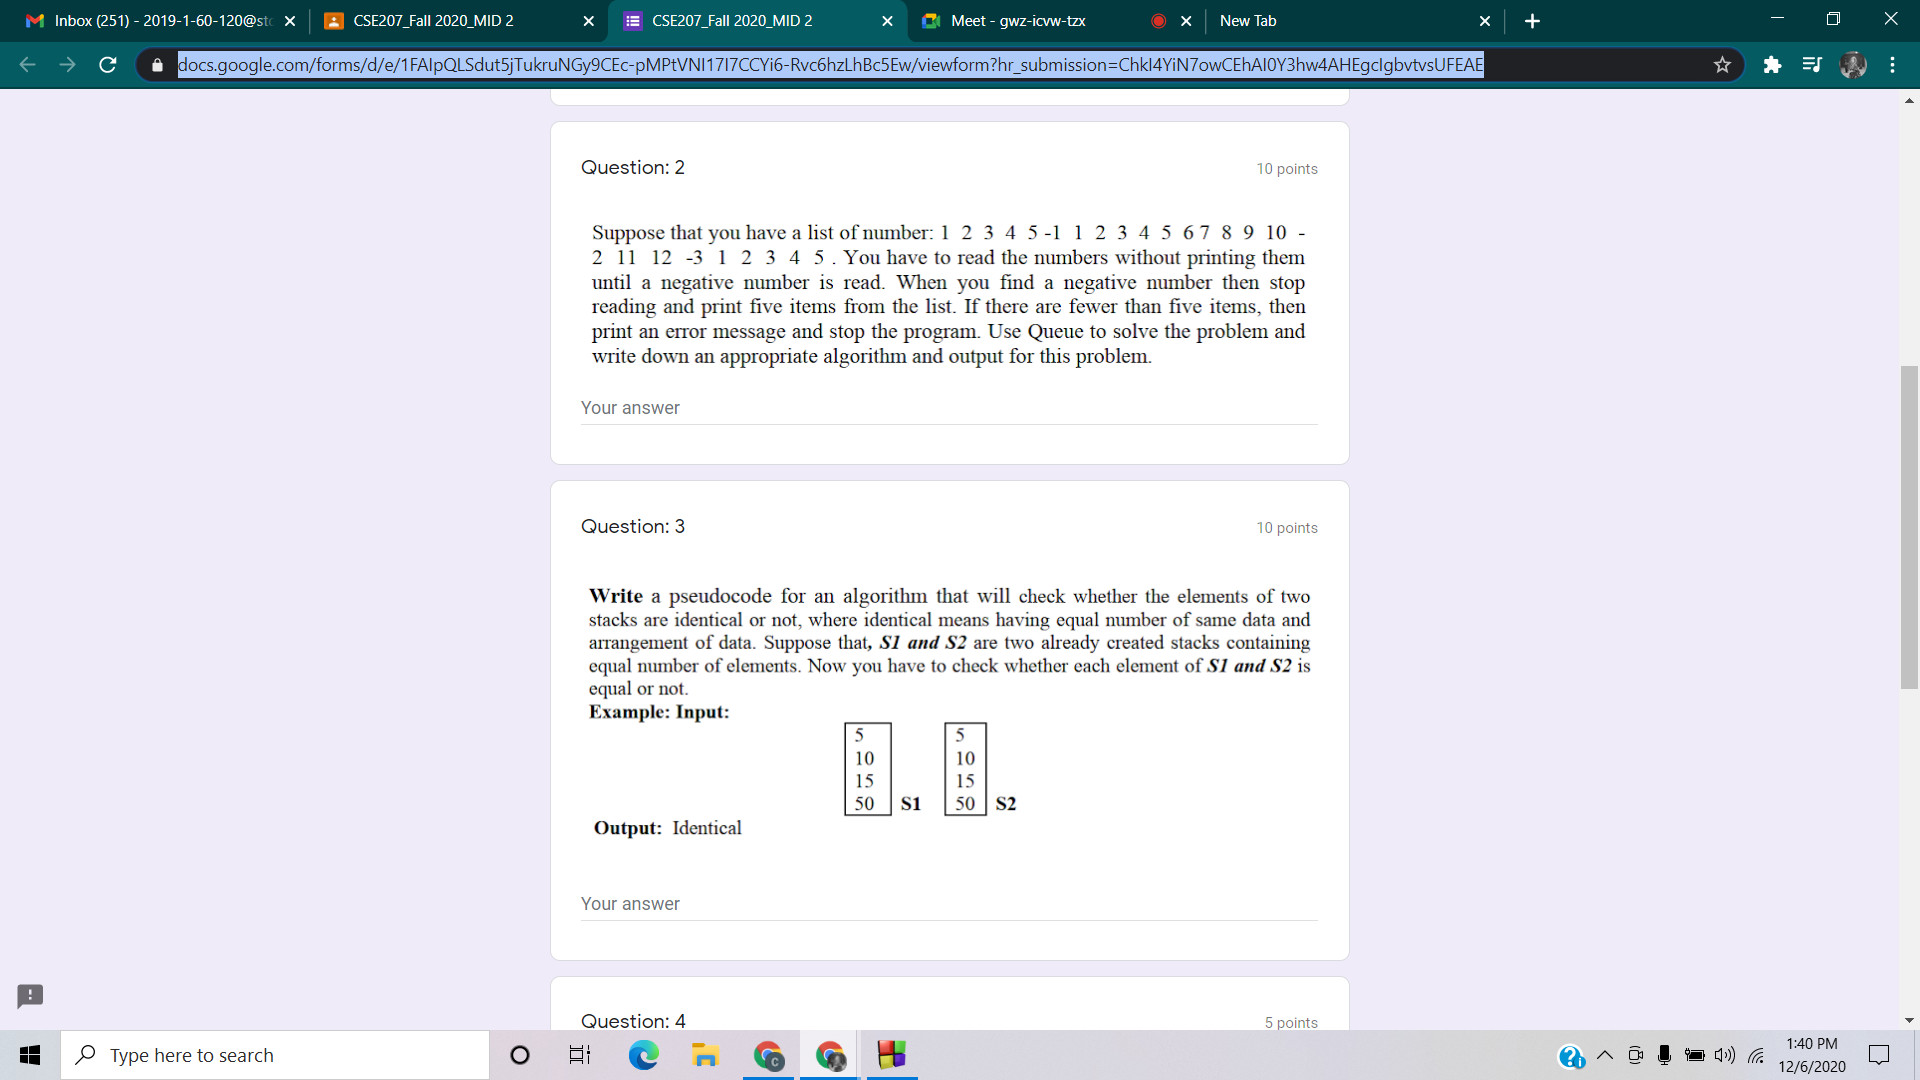 Inbox (251) - 2019-1-60-120@std
CSE207_Fall 2020_MID 2
CSE207_Fall 2020_MID 2
Meet - gwz-icvw-tzx
New Tab
docs.google.com/forms/d/e/1FAIpQLSdut5jTukruNGy9CEc-pMPtVNI17I7CCYi6-Rvc6hzLhBc5Ew/viewform?hr_submission=ChkI4YiN7owCEhAI0Y3hw4AHEgcIgbvtvsUFEAE
Question: 2
10 points
Suppose that you have a list of number: 1 2 3 4 5 -1 1 2 3 4 5 6 7 8 9 10 -
2 11 12 -3 1 2 3 4 5 . You have to read the numbers without printing them
until a negative number is read. When you find a negative number then stop
reading and print five items from the list. If there are fewer than five items, then
print an error message and stop the program. Use Queue to solve the problem and
write down an appropriate algorithm and output for this problem.
Your answer
Question: 3
10 points
Write a pseudocode for an algorithm that will check whether the elements of two
stacks are identical or not, where identical means having equal number of same data and
arrangement of data. Suppose that, S1 and S2 are two already created stacks containing
equal number of elements. Now you have to check whether each element of S1 and S2 is
equal or not.
Example: Input:
5 5
10 10
15 15
50 S1 50 S2
Output: Identical
Your answer
Question: 4
5 points
Type here to search
C
1:40 PM
12/6/2020